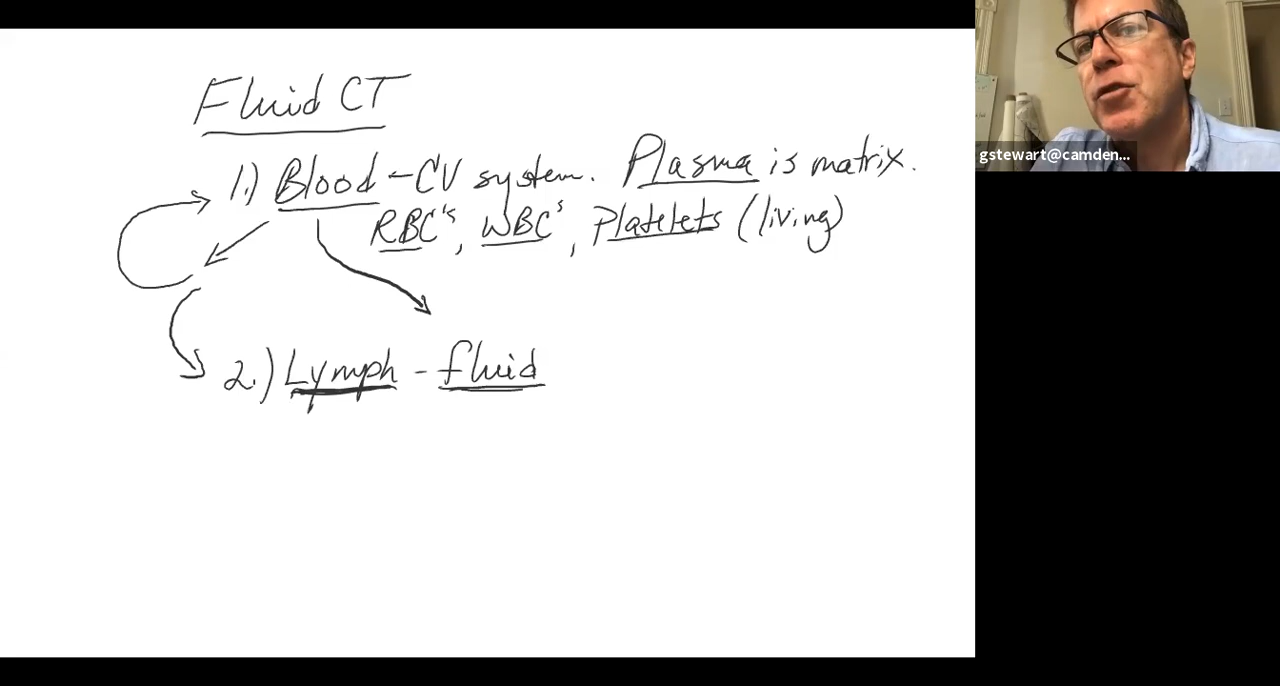 Fluid CT
1.) Blood - CV system. Plasma is matrix.
RBC's, WBC's, Platelets (living)
2.) Lymph - fluid
gstewart@camden...